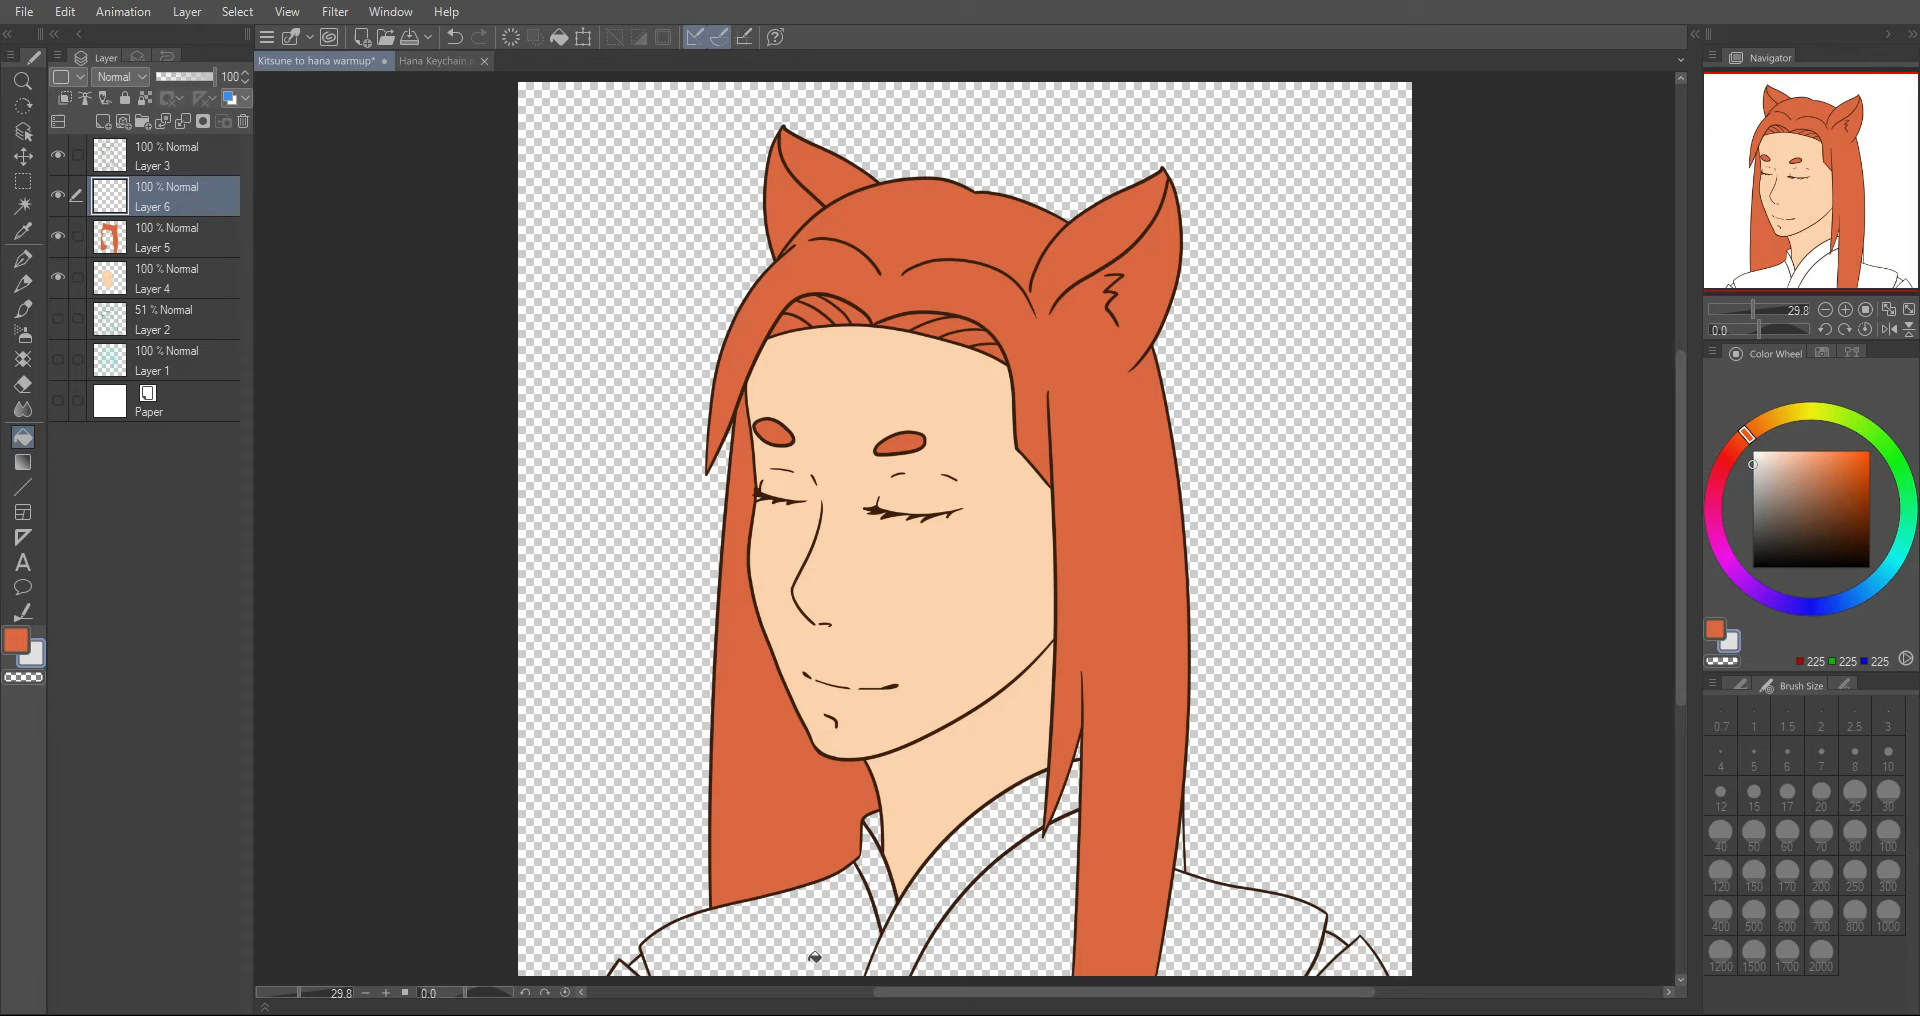 File Edit Animation Layer Select View Filter Window Help
Layer
Kitsune to hana warmup*
Hana Keychain
Navigator
Normal 100
100 % Normal
Layer 3
100 % Normal
Layer 6
100 % Normal
Layer 5
100 % Normal
Layer 4
51 % Normal
Layer 2
100 % Normal
Layer 1
Paper
A
29.8
0.0
Color Wheel
225 225 225
Brush Size
0.7 1 1.5 2 2.5 3
4 5 6 7 8 10
12 15 17 20 25 30
40 50 60 70 80 100
120 150 170 200 250 300
400 500 600 700 800 1000
1200 1500 1700 2000
29.8 0.0